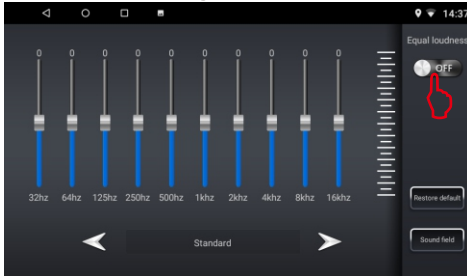 14:37
Equal loudness
0 0 0 0 0 0 0 0 0 0
OFF
32hz 64hz 125hz 250hz 500hz 1khz 2khz 4khz 8khz 16khz
Restore default
Standard
Sound field